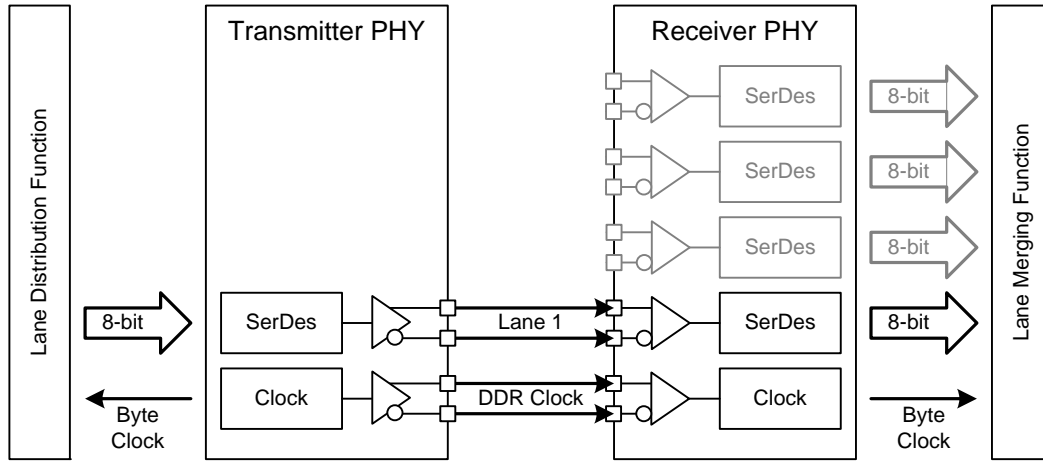 Lane Distribution Function
Transmitter PHY
Receiver PHY
Lane Merging Function
SerDes
8-bit
SerDes
8-bit
SerDes
8-bit
8-bit
SerDes
Lane 1
SerDes
8-bit
Clock
DDR Clock
Clock
Byte
Clock
Byte
Clock